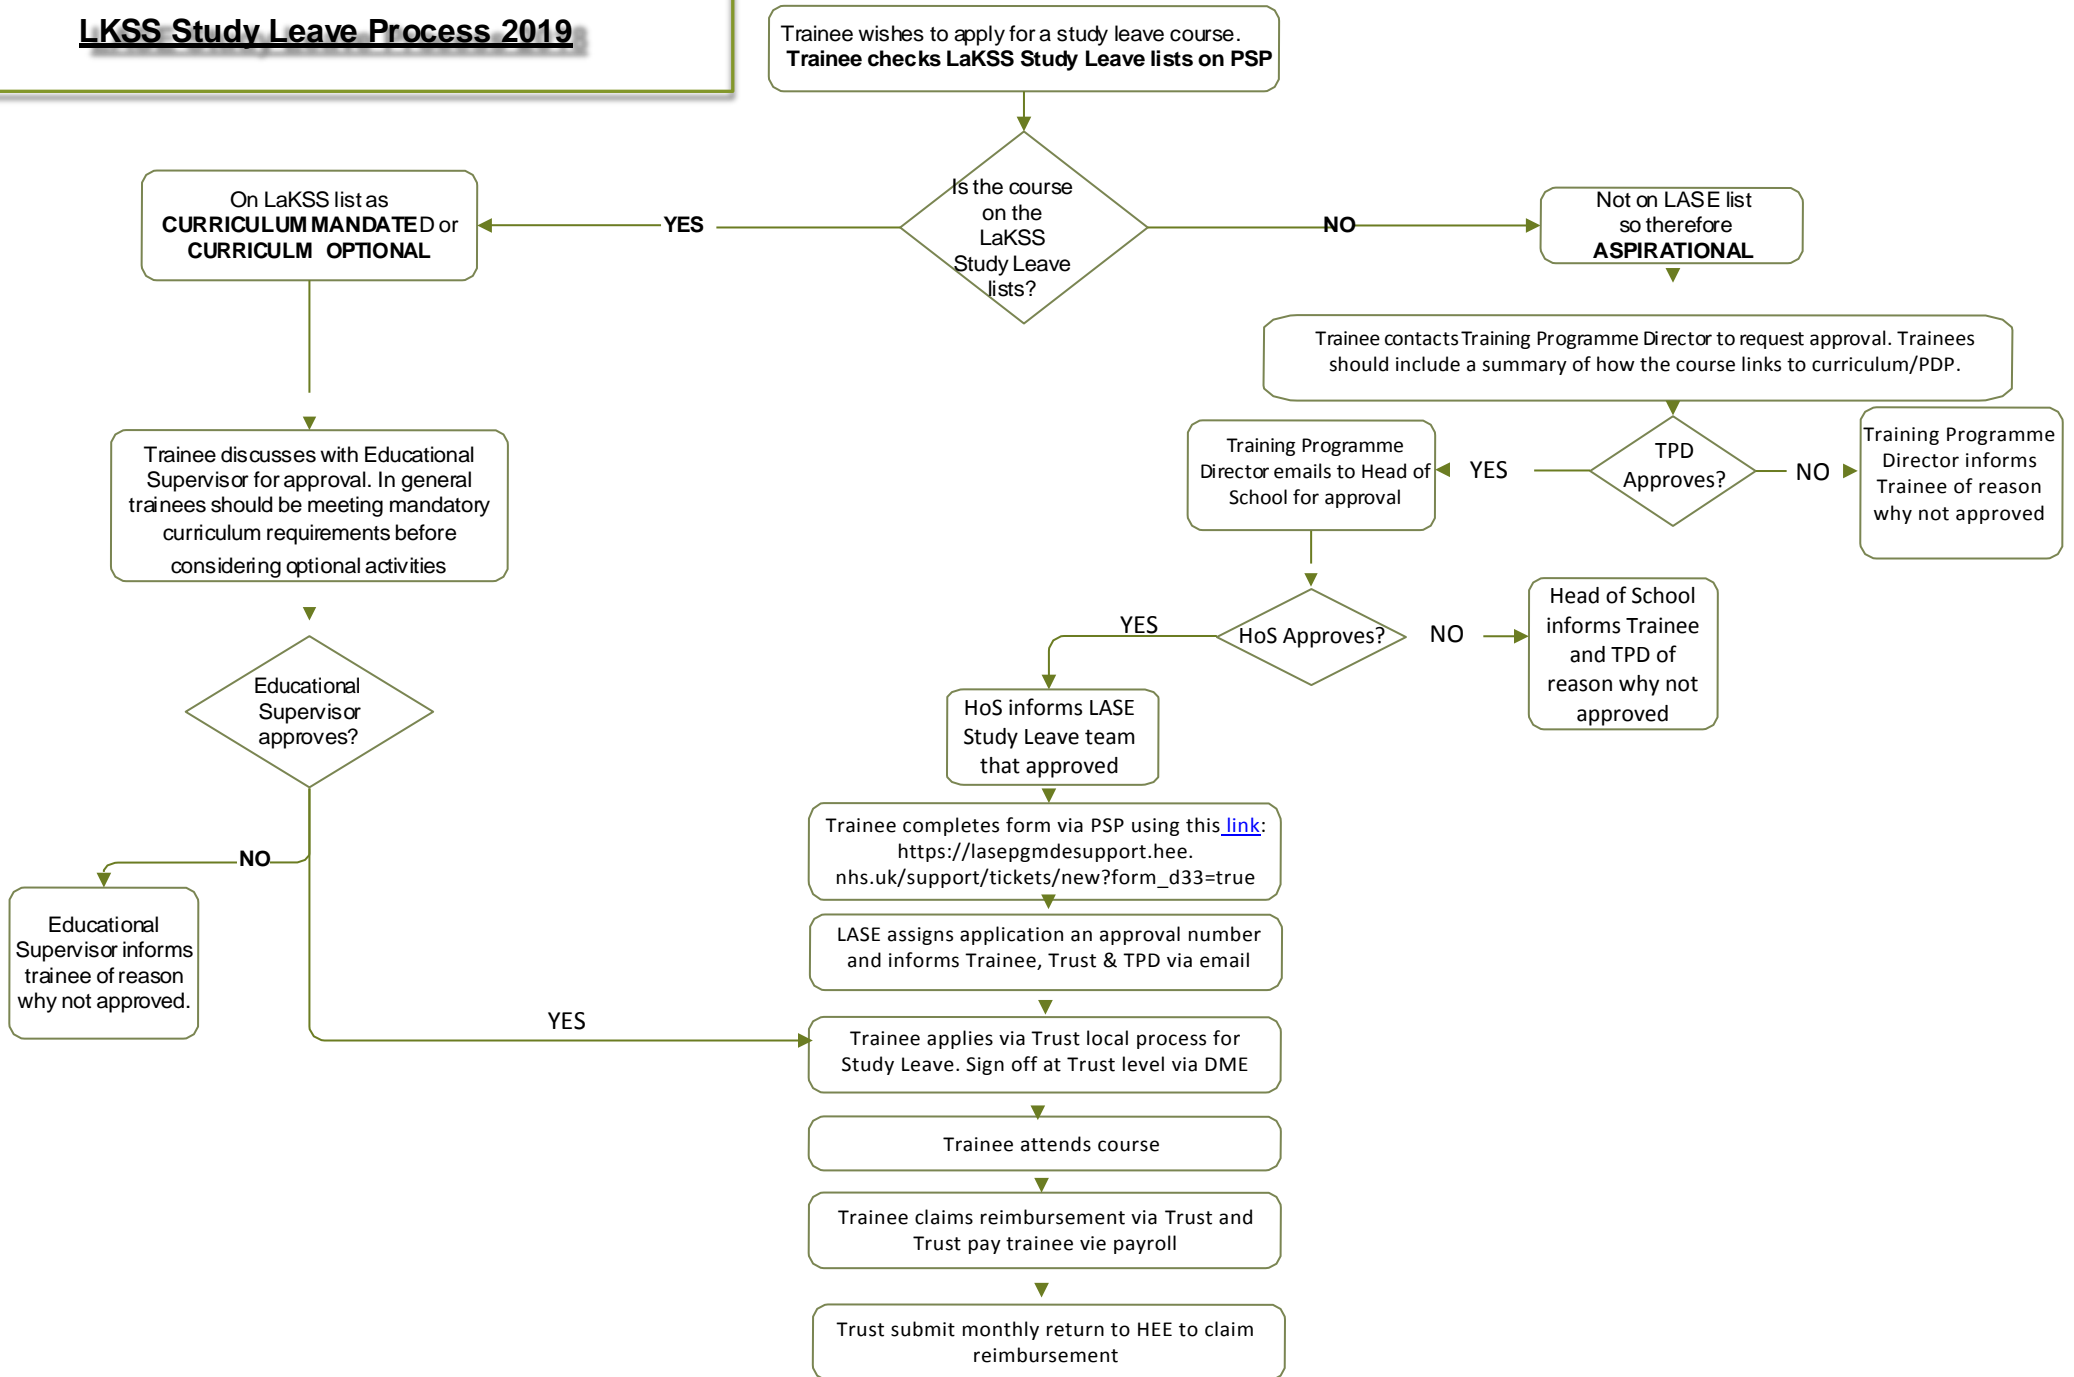 LKSS Study Leave Process 2019
Trainee wishes to apply for a study leave course.
Trainee checks LaKSS Study Leave lists on PSP
Is the course
on the
LaKSS
Study Leave
lists?
YES
NO
On LaKSS list as
CURRICULUM MANDATED or
CURRICULM OPTIONAL
Not on LASE list
so therefore
ASPIRATIONAL
Trainee contacts Training Programme Director to request approval. Trainees
should include a summary of how the course links to curriculum/PDP.
TPD
Approves?
YES
NO
Training Programme
Director emails to Head of
School for approval
Training Programme
Director informs
Trainee of reason
why not approved
Trainee discusses with Educational
Supervisor for approval. In general
trainees should be meeting mandatory
curriculum requirements before
considering optional activities
HoS Approves?
YES
NO
Head of School
informs Trainee
and TPD of
reason why not
approved
Educational
Supervisor
approves?
HoS informs LASE
Study Leave team
that approved
Trainee completes form via PSP using this link:
https://lasepgmdesupport.hee.
nhs.uk/support/tickets/new?form_d33=true
NO
Educational
Supervisor informs
trainee of reason
why not approved.
LASE assigns application an approval number
and informs Trainee, Trust & TPD via email
YES
Trainee applies via Trust local process for
Study Leave. Sign off at Trust level via DME
Trainee attends course
Trainee claims reimbursement via Trust and
Trust pay trainee vie payroll
Trust submit monthly return to HEE to claim
reimbursement